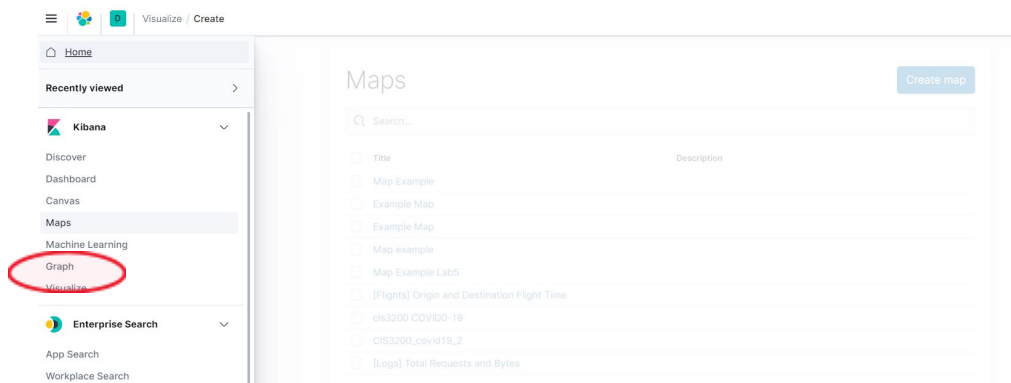 D Visualize / Create
Home
Recently viewed
Kibana
Discover
Dashboard
Canvas
Maps
Machine Learning
Graph
Visualize
Enterprise Search
App Search
Workplace Search
Maps
Create map
Search...
Title Description
Map Example
Example Map
Example Map
Map example
Map Example Lab5
[Flights] Origin and Destination Flight Time
cis3200 COVID0-19
CIS3200_covid19_2
[Logs] Total Requests and Bytes